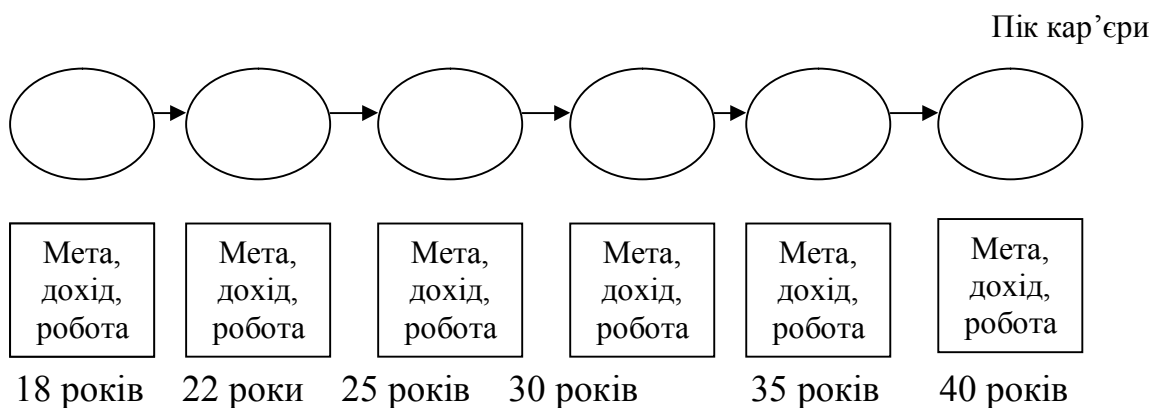 Пік кар’єри
Мета,
дохід,
робота
Мета,
дохід,
робота
Мета,
дохід,
робота
Мета,
дохід,
робота
Мета,
дохід,
робота
Мета,
дохід,
робота
18 років 22 роки 25 років 30 років 35 років 40 років